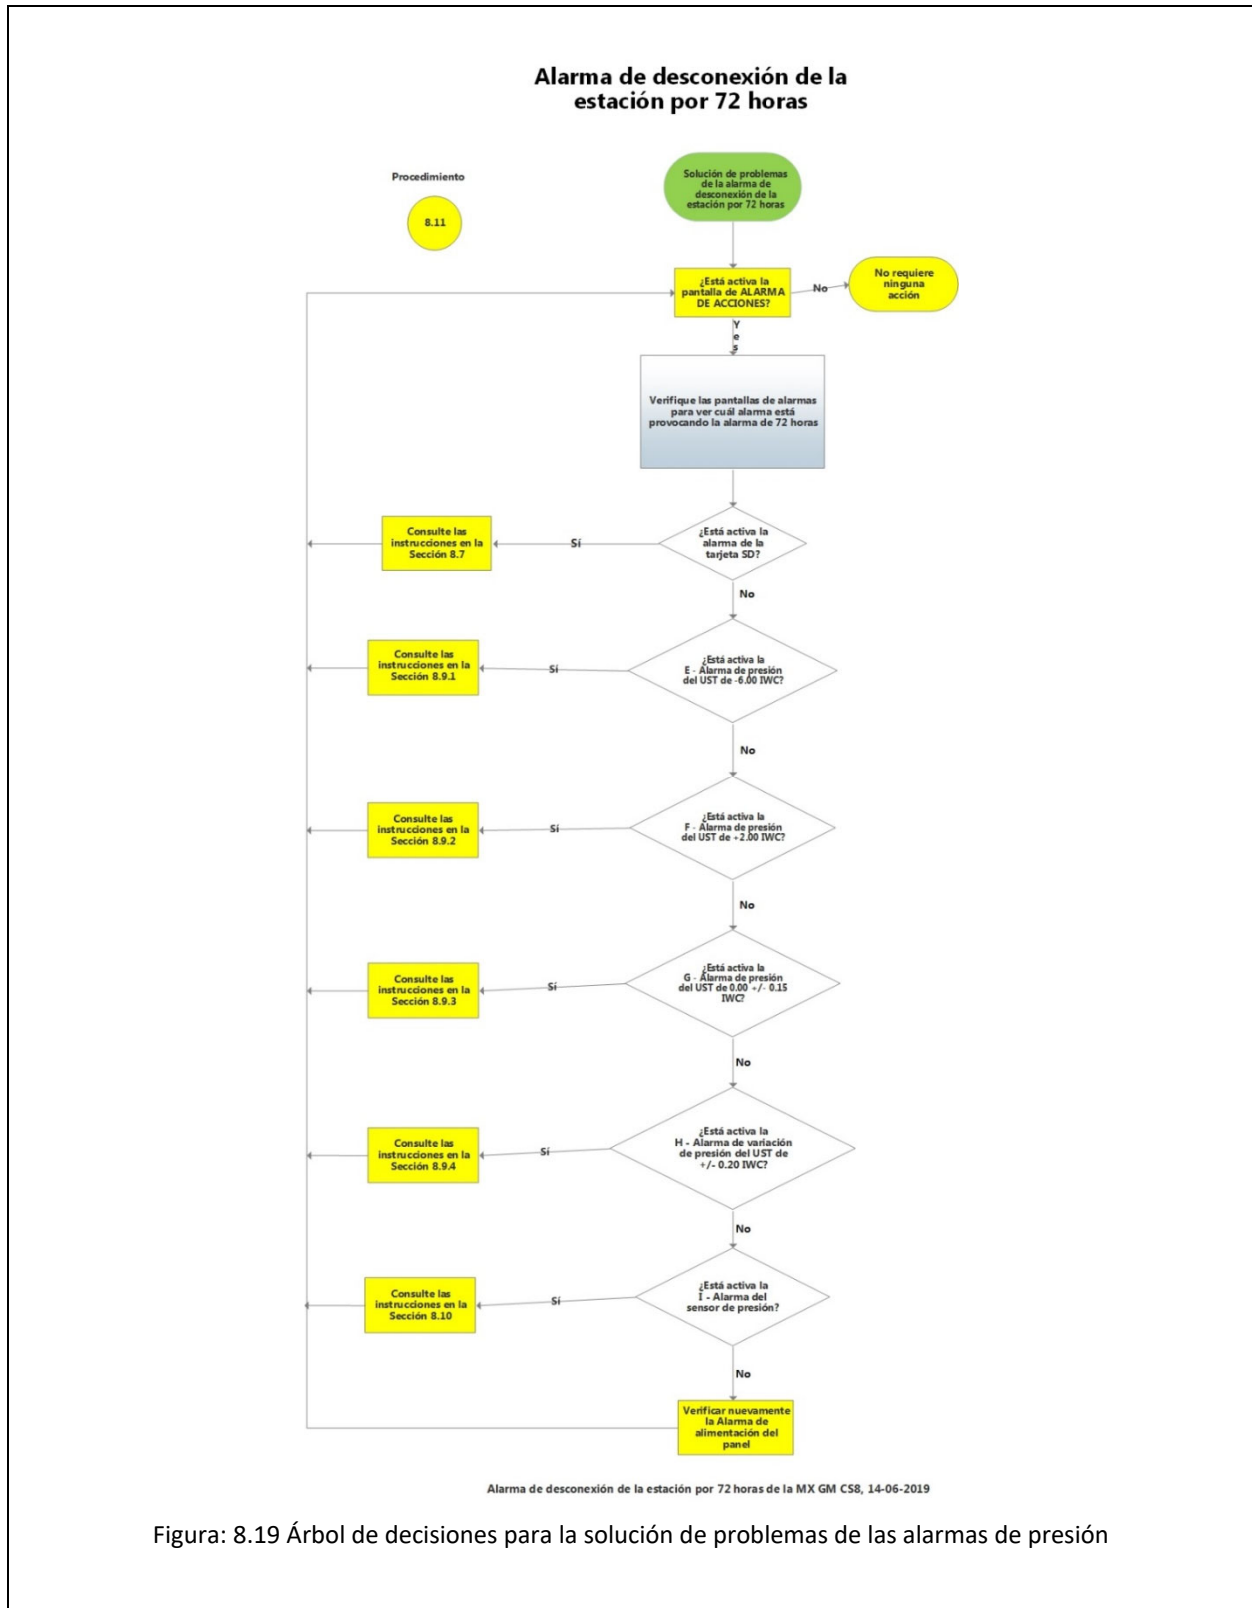 Alarma de desconexión de la
estación por 72 horas
Procedimiento
8.11
Solución de problemas
de la alarma de
desconexión de la
estación por 72 horas
¿Está activa la
pantalla de ALARMA
DE ACCIONES?
No
No requiere
ninguna
acción
Yes
Verifique las pantallas de alarmas
para ver cuál alarma está
provocando la alarma de 72 horas
¿Está activa la
alarma de la
tarjeta SD?
Sí
Consulte las
instrucciones en la
Sección 8.7
No
¿Está activa la
E - Alarma de presión
del UST de -6.00 IWC?
Sí
Consulte las
instrucciones en la
Sección 8.9.1
No
¿Está activa la
F - Alarma de presión
del UST de +2.00 IWC?
Sí
Consulte las
instrucciones en la
Sección 8.9.2
No
¿Está activa la
G - Alarma de presión
del UST de 0.00 +/- 0.15
IWC?
Sí
Consulte las
instrucciones en la
Sección 8.9.3
No
¿Está activa la
H - Alarma de variación
de presión del UST de
+/- 0.20 IWC?
Sí
Consulte las
instrucciones en la
Sección 8.9.4
No
¿Está activa la
I - Alarma del
sensor de presión?
Sí
Consulte las
instrucciones en la
Sección 8.10
No
Verificar nuevamente
la Alarma de
alimentación del
panel
Alarma de desconexión de la estación por 72 horas de la MX GM CS8, 14-06-2019
Figura: 8.19 Árbol de decisiones para la solución de problemas de las alarmas de presión